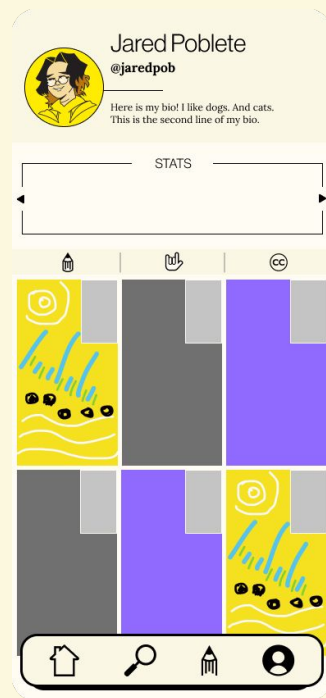 Jared Poblete
@jaredpob
Here is my bio! I like dogs. And cats.
This is the second line of my bio.
STATS
CC